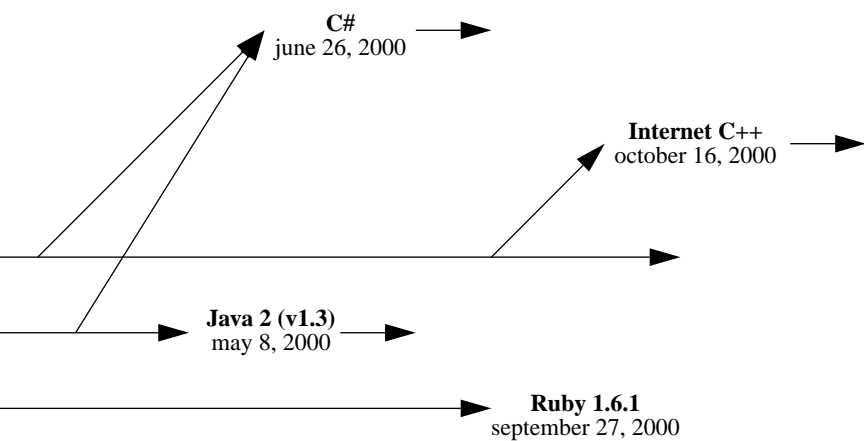 C#
june 26, 2000
Internet C++
october 16, 2000
Java 2 (v1.3)
may 8, 2000
Ruby 1.6.1
september 27, 2000